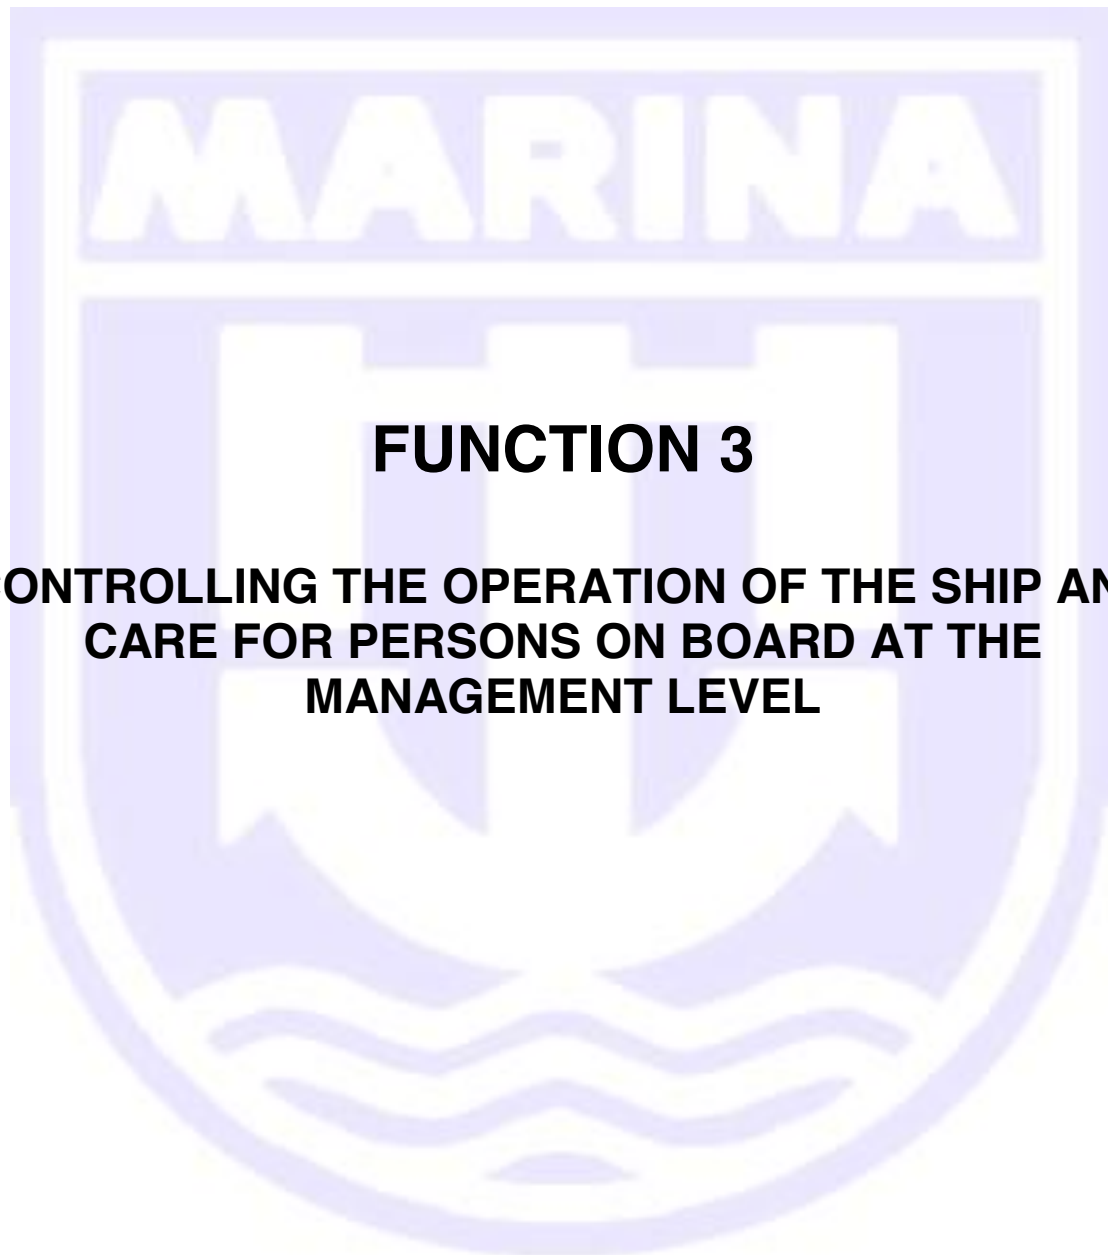 MARINA
FUNCTION 3
ONTROLLING THE OPERATION OF THE SHIP AN
CARE FOR PERSONS ON BOARD AT THE
MANAGEMENT LEVEL